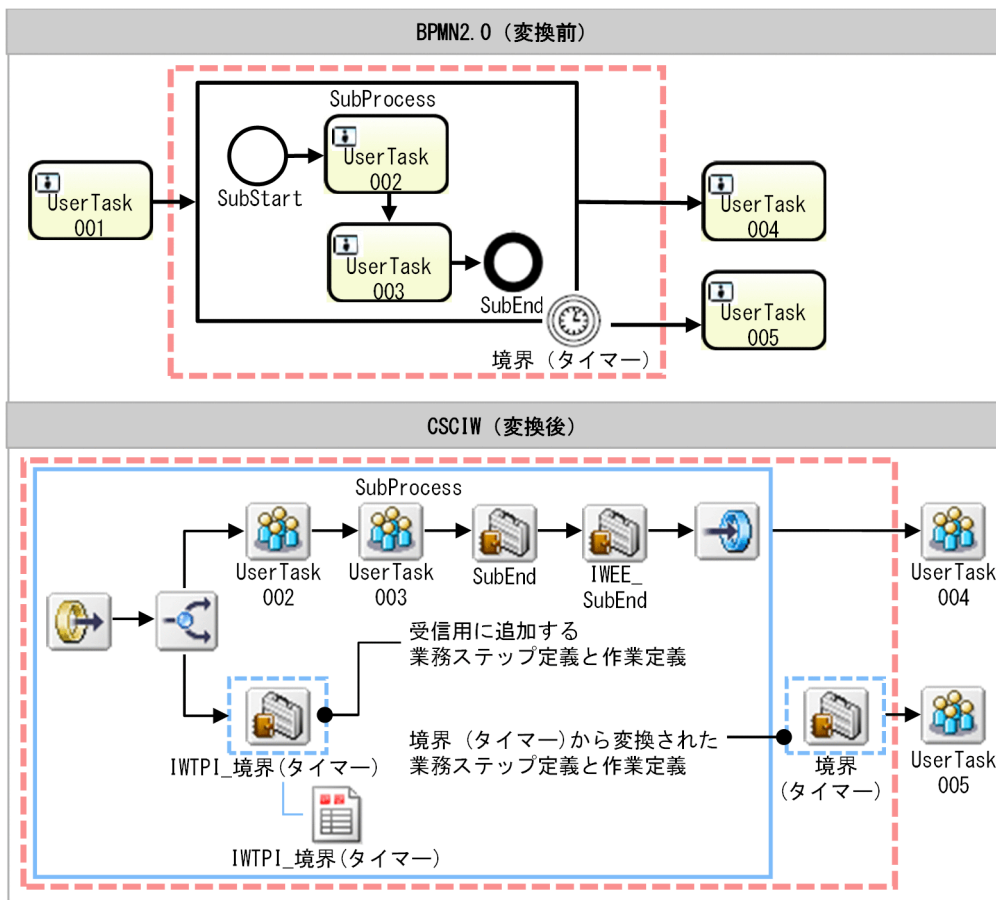 BPMN2.0 (変換前)
SubProcess
UserTask
001
SubStart
UserTask
002
UserTask
003
SubEnd
境界 (タイマー)
UserTask
004
UserTask
005
CSCIW (変換後)
SubProcess
UserTask
002
UserTask
003
SubEnd
IWEE_
SubEnd
UserTask
004
受信用に追加する
業務ステップ定義と作業定義
IWTPI_境界(タイマー)
境界 (タイマー)から変換された
業務ステップ定義と作業定義
境界
(タイマー)
UserTask
005
IWTPI_境界(タイマー)